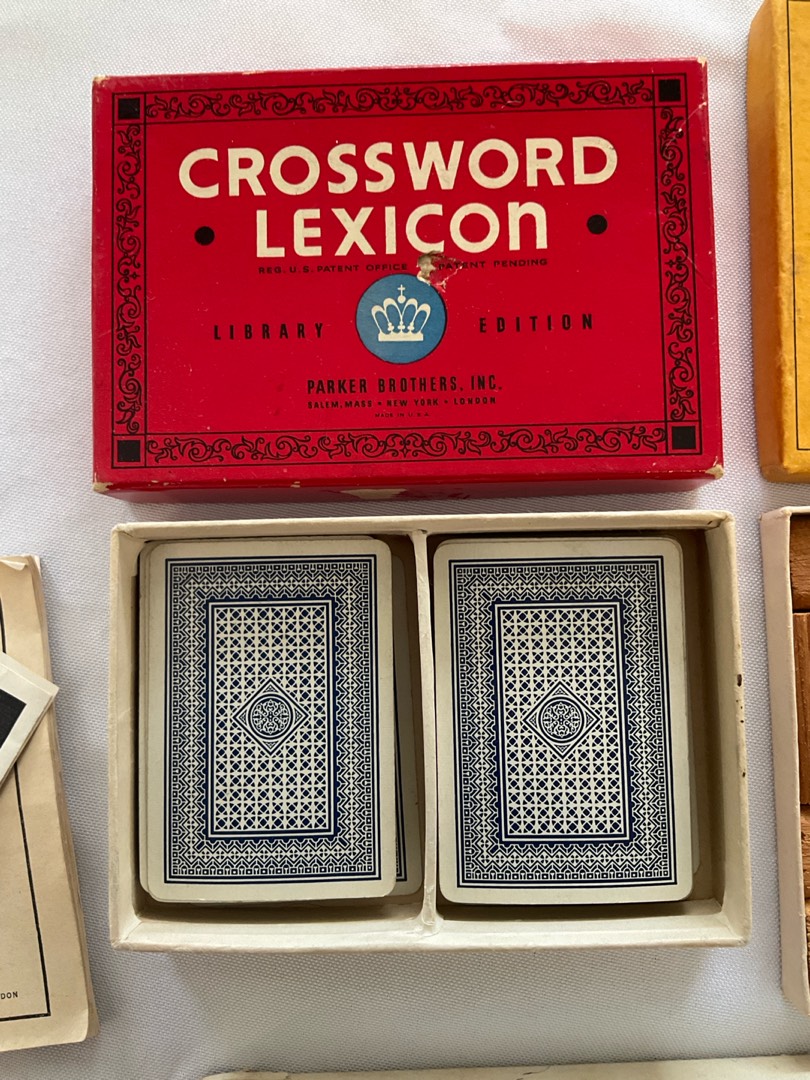 CROSSWORD
LEXICON
REG. U.S. PATENT OFFICE PATENT PENDING
LIBRARY EDITION
PARKER BROTHERS, INC.
SALEM, MASS • NEW YORK • LONDON
MADE IN U.S.A.
DON